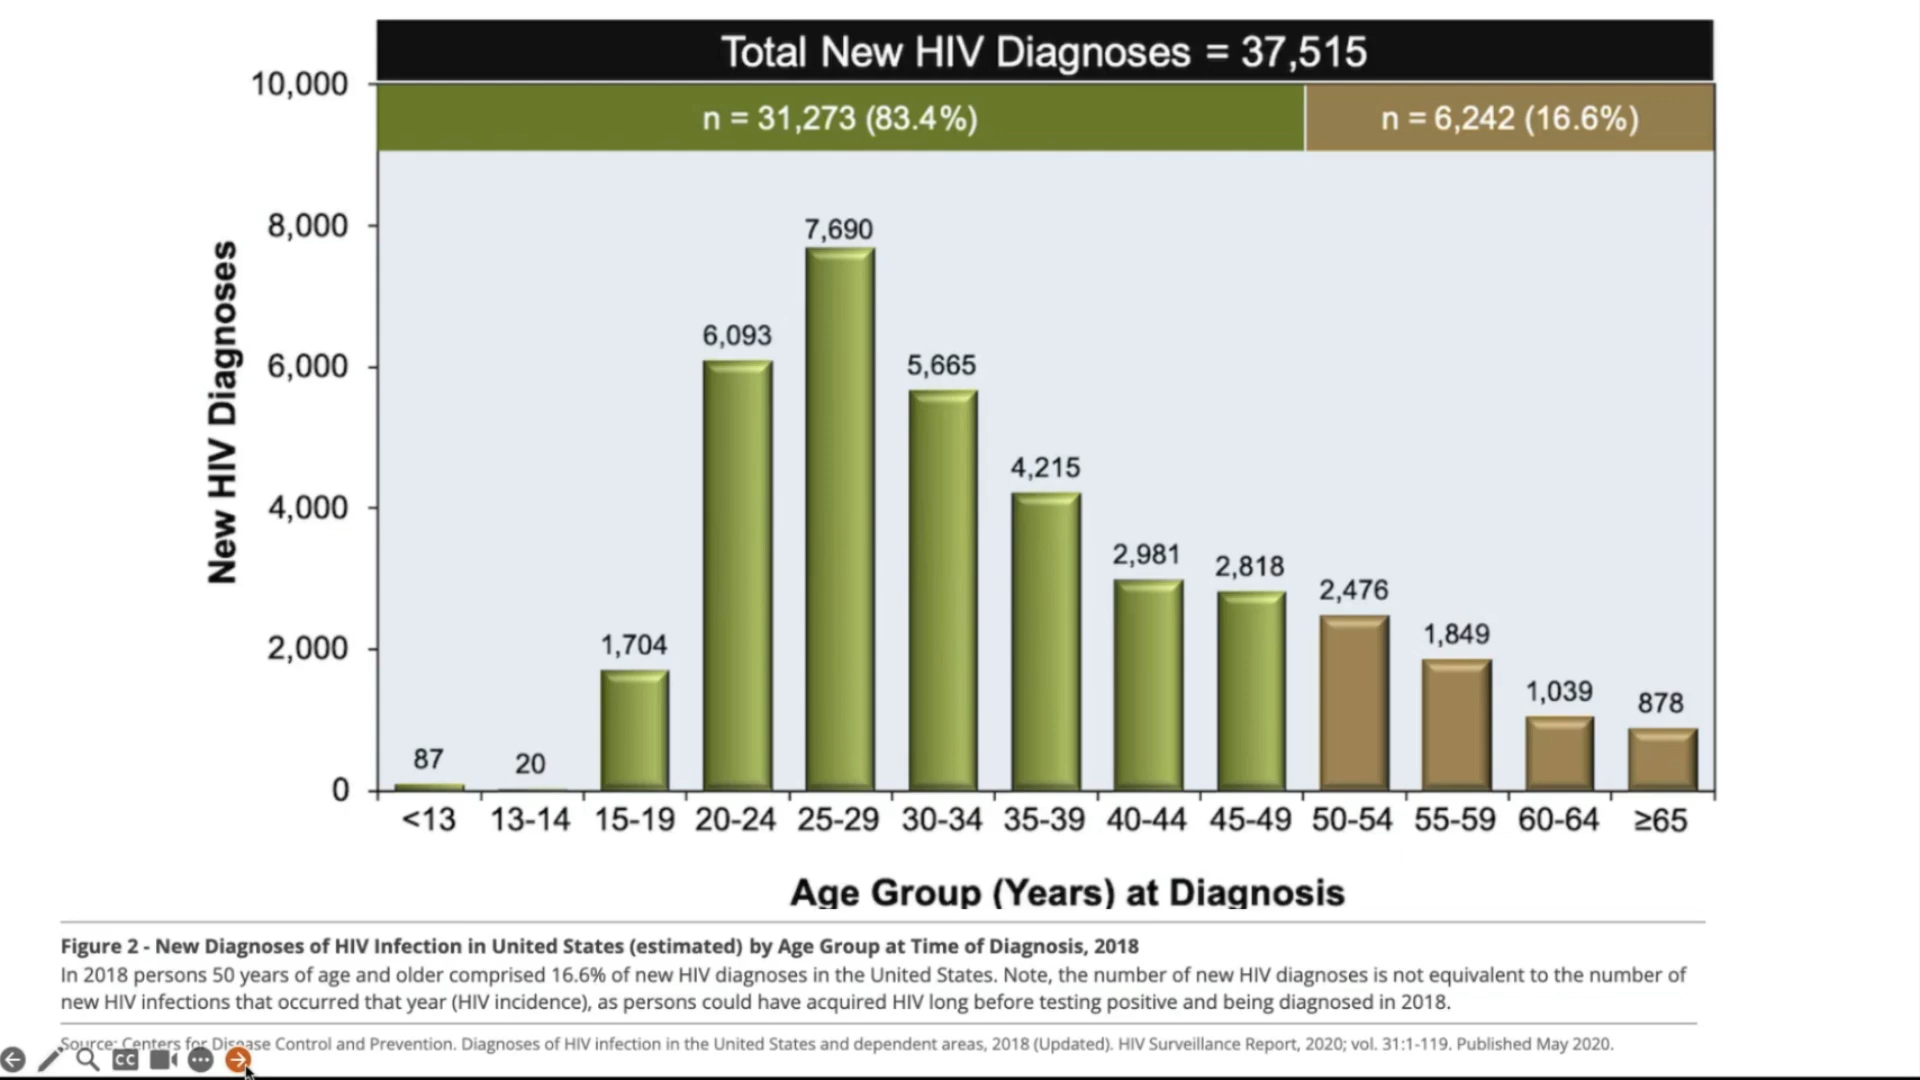 Total New HIV Diagnoses = 37,515
n = 31,273 (83.4%)
n = 6,242 (16.6%)
New HIV Diagnoses
10,000
8,000
6,000
4,000
2,000
0
87
20
1,704
6,093
7,690
5,665
4,215
2,981
2,818
2,476
1,849
1,039
878
<13 13-14 15-19 20-24 25-29 30-34 35-39 40-44 45-49 50-54 55-59 60-64 ≥65
Age Group (Years) at Diagnosis
Figure 2 - New Diagnoses of HIV Infection in United States (estimated) by Age Group at Time of Diagnosis, 2018
In 2018 persons 50 years of age and older comprised 16.6% of new HIV diagnoses in the United States. Note, the number of new HIV diagnoses is not equivalent to the number of
new HIV infections that occurred that year (HIV incidence), as persons could have acquired HIV long before testing positive and being diagnosed in 2018.
Source: Centers for Disease Control and Prevention. Diagnoses of HIV infection in the United States and dependent areas, 2018 (Updated). HIV Surveillance Report, 2020; vol. 31:1-119. Published May 2020.
CC